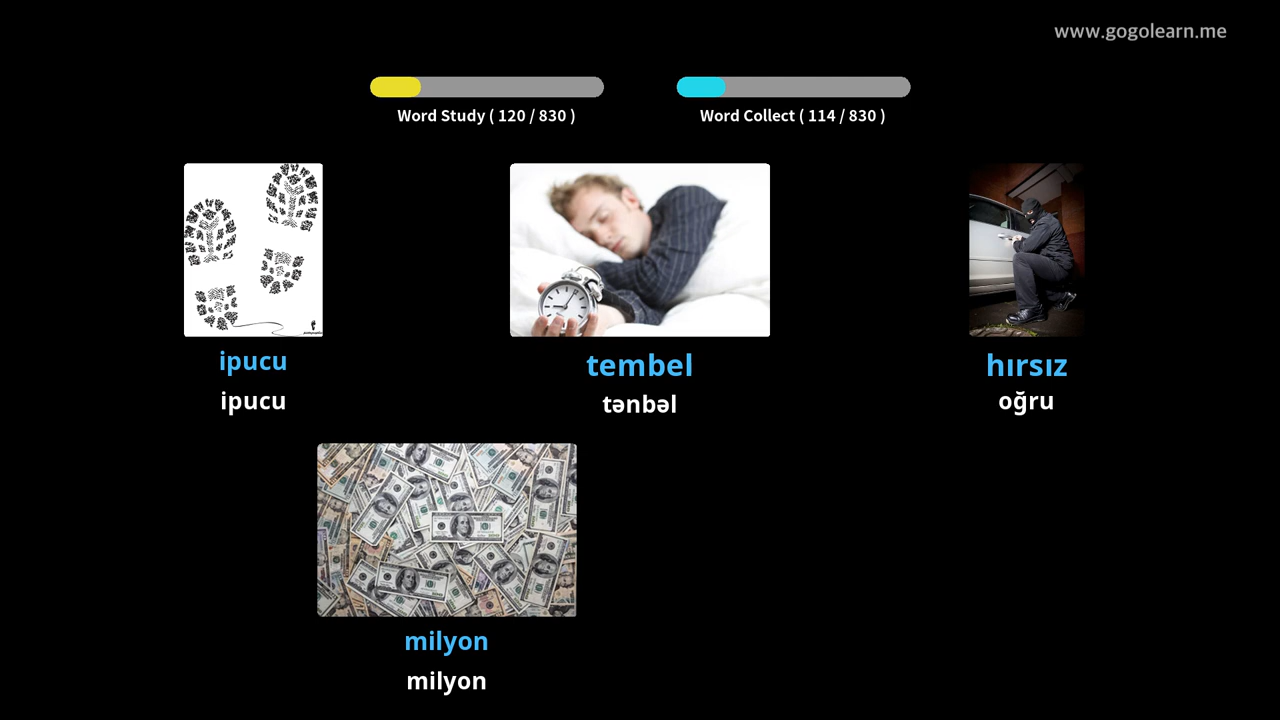 www.gogolearn.me
Word Study ( 120 / 830 )
Word Collect ( 114 / 830 )
ipucu
ipucu
tembel
tənbəl
hırsız
oğru
milyon
milyon